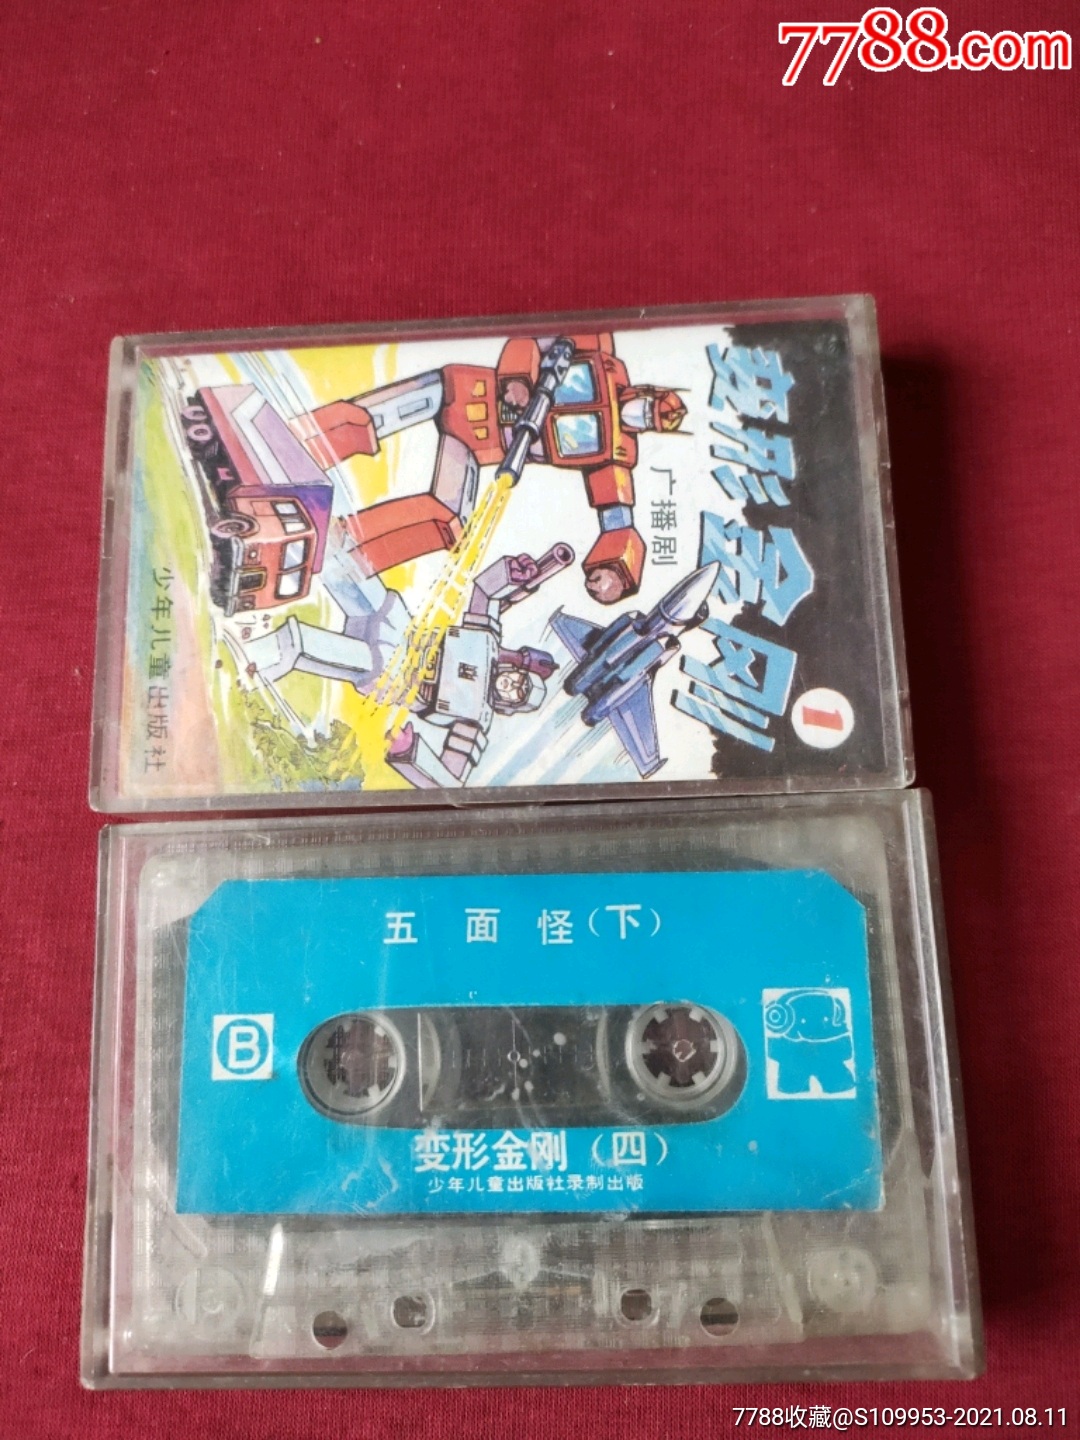 7788.com
变形金刚
1
广播剧
少年儿童出版社
五 面 怪(下)
B
变形金刚(四)
少年儿童出版社录制出版
7788收藏@S109953-2021.08.11